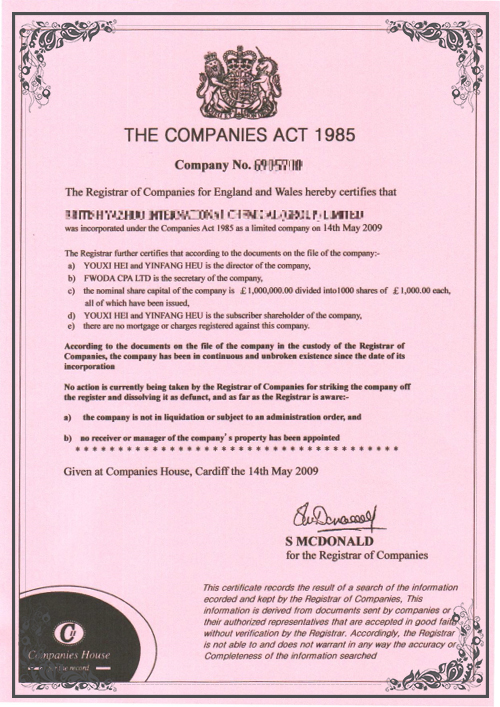 THE COMPANIES ACT 1985
Company No.
The Registrar of Companies for England and Wales hereby certifies that
LIMITED
was incorporated under the Companies Act 1985 as a limited company on 14th May 2009
The Registrar further certifies that according to the documents on the file of the company:-
a) YOUXI HEI and YINFANG HEU is the director of the company,
b) FWODA CPA LTD is the secretary of the company,
c) the nominal share capital of the company is £1,000,000.00 divided into1000 shares of £1,000.00 each,
all of which have been issued,
d) YOUXI HEI and YINFANG HEU is the subscriber shareholder of the company,
e) there are no mortgage or charges registered against this company.
According to the documents on the file of the company in the custody of the Registrar of
Companies, the company has been in continuous and unbroken existence since the date of its
incorporation
No action is currently being taken by the Registrar of Companies for striking the company off
the register and dissolving it as defunct, and as far as the Registrar is aware:-
a) the company is not in liquidation or subject to an administration order, and
b) no receiver or manager of the company's property has been appointed
* * * * * * * * * * * * * * * * * * * * * * * * * * * * * * * * * * * * *
Given at Companies House, Cardiff the 14th May 2009
S MCDONALD
for the Registrar of Companies
This certificate records the result of a search of the information
ecorded and kept by the Registrar of Companies, This
information is derived from documents sent by companies or
their authorized representatives that are accepted in good faith
without verification by the Registrar. Accordingly, the Registrar
is not able to and does not warrant in any way the accuracy or
Completeness of the information searched
Companies House
for the record